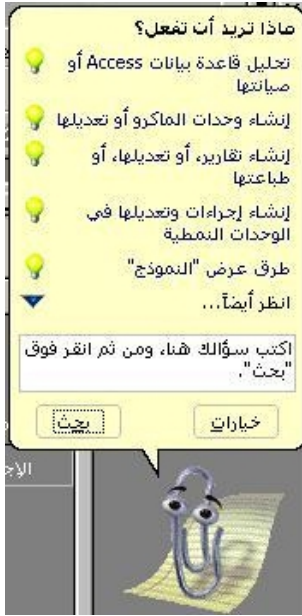 ماذا تريد أن تفعل؟
تحليل قاعدة بيانات Access أو
صيانتها
إنشاء وحدات الماكرو أو تعديلها
إنشاء تقارير، أو تعديلها، أو
طباعتها
إنشاء إجراءات وتعديلها في
الوحدات النمطية
طرق عرض "النموذج"
انظر أيضاً...
اكتب سؤالك هنا، ومن ثم انقر فوق
"بحث".
خيارات
بحث